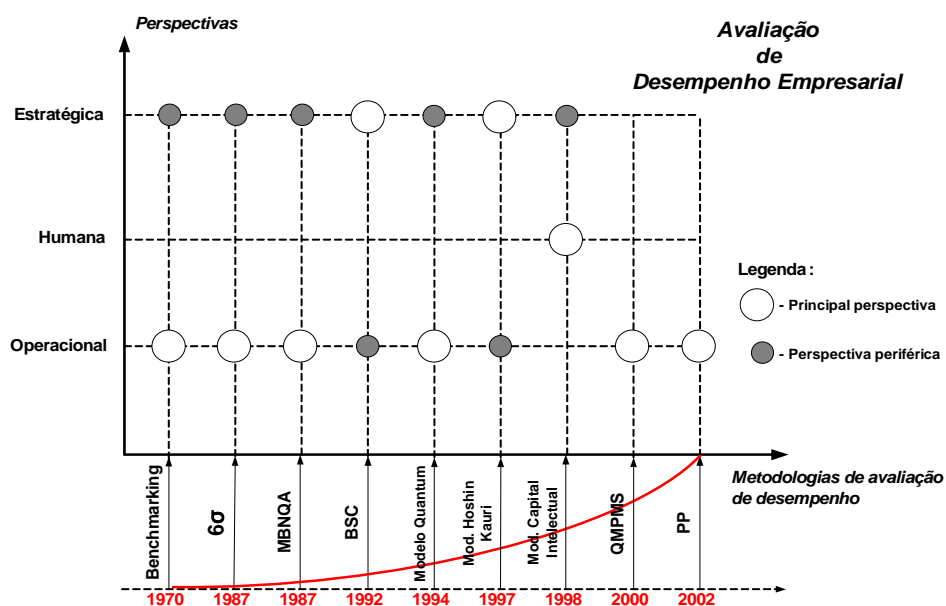 Perspectivas
Avaliação
de
Desempenho Empresarial
Estratégica
Humana
Operacional
Legenda :
- Principal perspectiva
- Perspectiva periférica
Metodologias de avaliação
de desempenho
Benchmarking
6σ
MBNQA
BSC
Modelo Quantum
Mod. Hoshin
Kauri
Mod. Capital
Intelectual
QMPMS
PP
1970
1987
1987
1992
1994
1997
1998
2000
2002